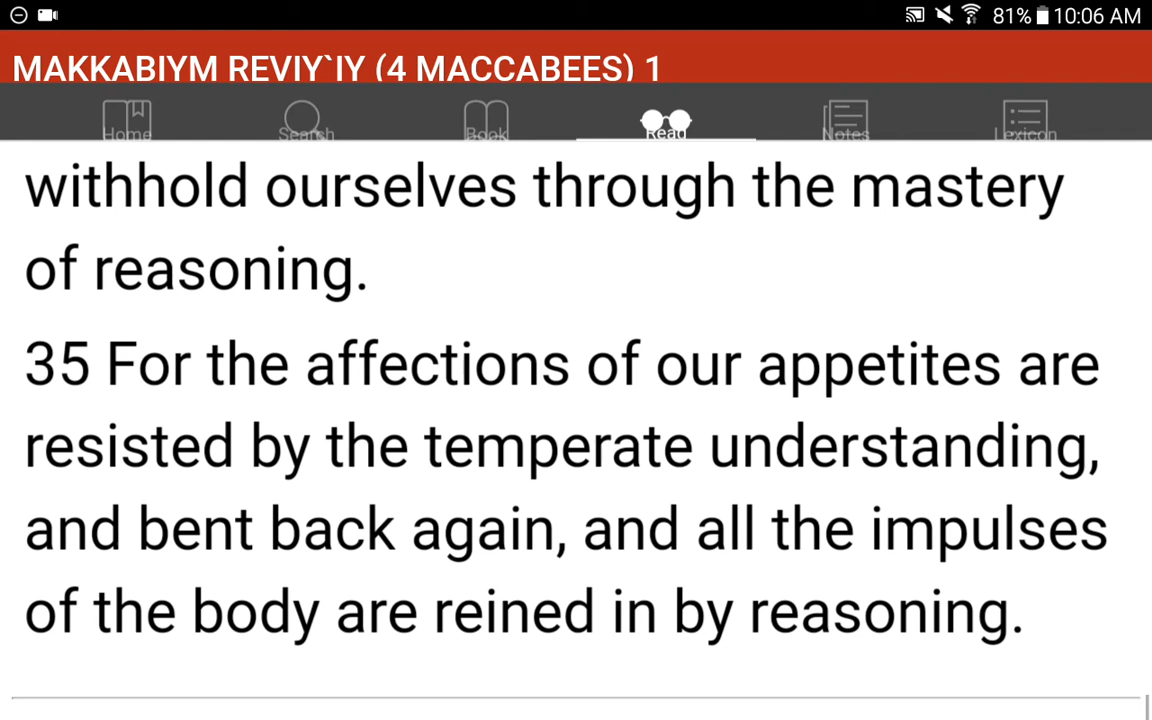 81% 10:06 AM
MAKKABIYM REVIY`IY (4 MACCABEES) 1
Home Search Book Read Notes Lexicon
withhold ourselves through the mastery
of reasoning.
35 For the affections of our appetites are
resisted by the temperate understanding,
and bent back again, and all the impulses
of the body are reined in by reasoning.